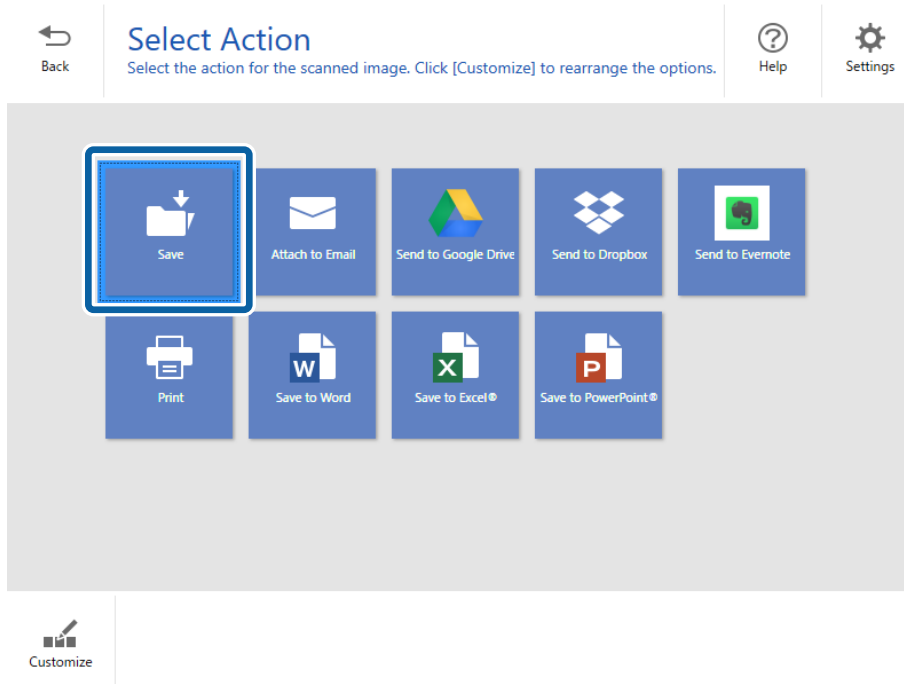 Back
Select Action
Select the action for the scanned image. Click [Customize] to rearrange the options.
Help
Settings
Save
Attach to Email
Send to Google Drive
Send to Dropbox
Send to Evernote
Print
W
Save to Word
X
Save to Excel®
P
Save to PowerPoint®
Customize